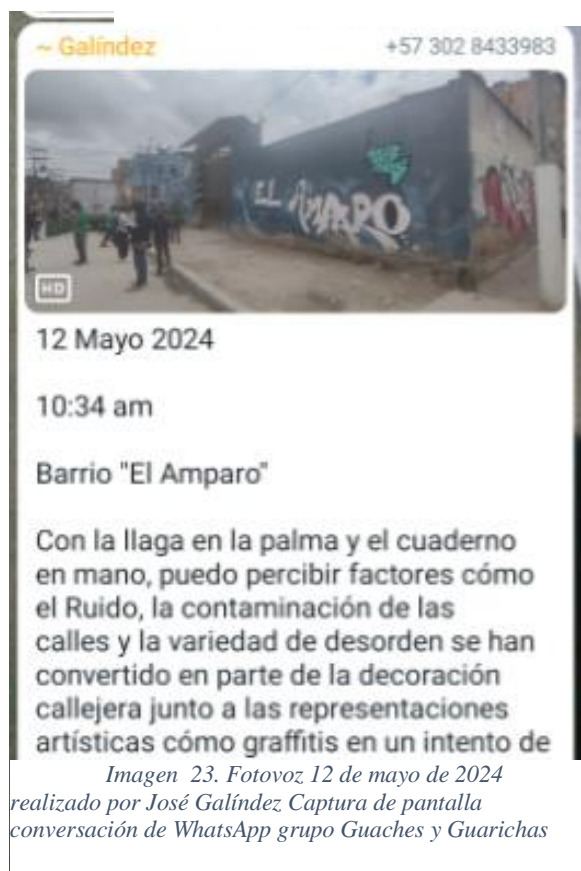 ~ Galíndez +57 302 8433983
EL AMPARO
HD
12 Mayo 2024
10:34 am
Barrio "El Amparo"
Con la llaga en la palma y el cuaderno
en mano, puedo percibir factores cómo
el Ruido, la contaminación de las
calles y la variedad de desorden se han
convertido en parte de la decoración
callejera junto a las representaciones
artísticas cómo graffitis en un intento de
Imagen 23. Fotovoz 12 de mayo de 2024
realizado por José Galíndez Captura de pantalla
conversación de WhatsApp grupo Guaches y Guarichas